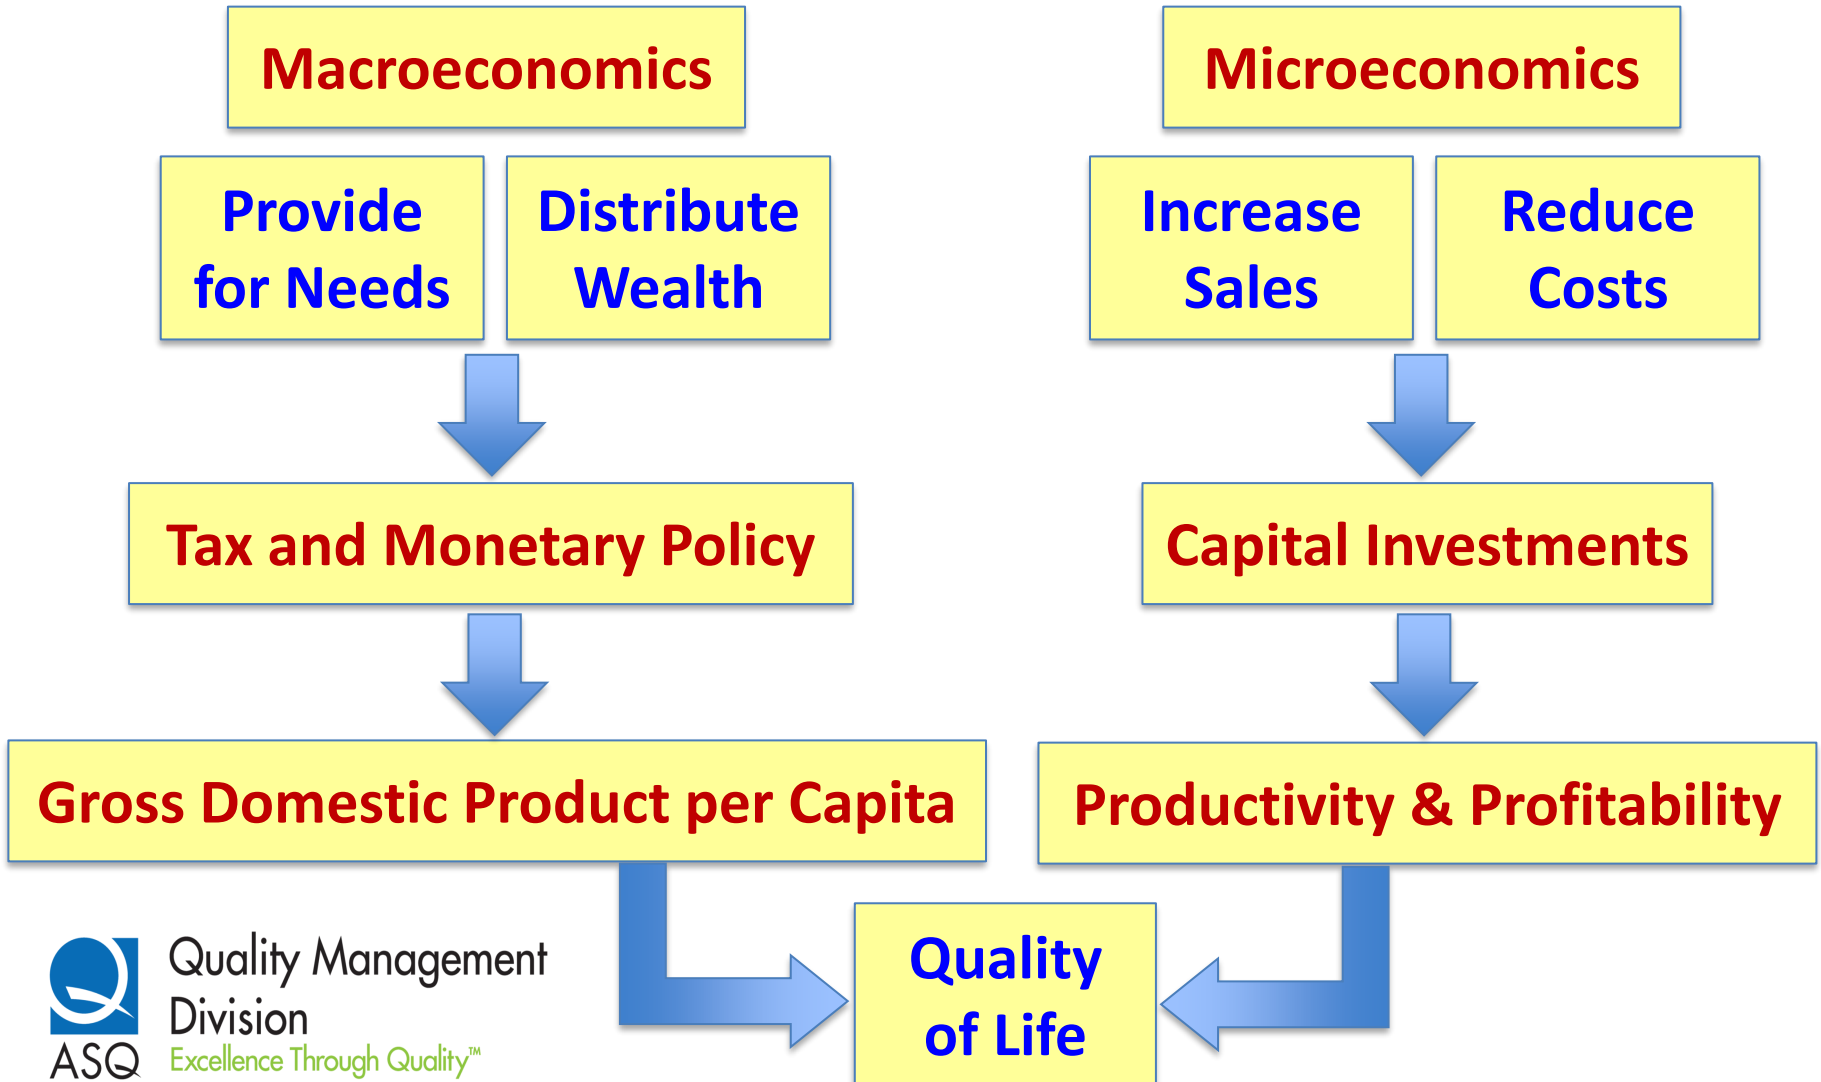 Macroeconomics
Microeconomics
Provide
for Needs
Distribute
Wealth
Increase
Sales
Reduce
Costs
Tax and Monetary Policy
Capital Investments
Gross Domestic Product per Capita
Productivity & Profitability
Quality
of Life
Quality Management
Division
Excellence Through Quality™
ASQ